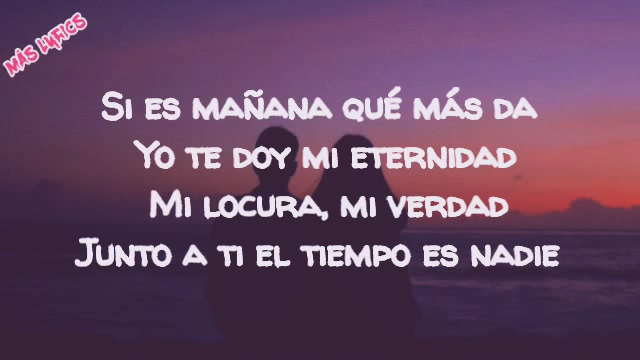 MÁS LYRICS
SI ES MAÑANA QUÉ MÁS DA
YO TE DOY MI ETERNIDAD
MI LOCURA, MI VERDAD
JUNTO A TI EL TIEMPO ES NADIE